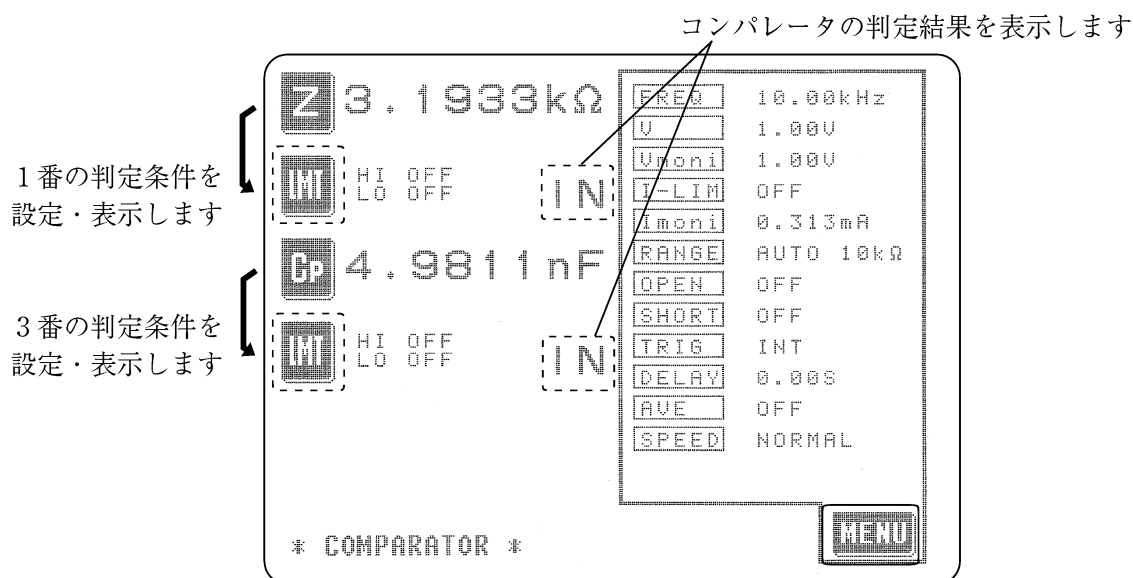 コンパレータの判定結果を表示します
Z 3.1933kΩ
1番の判定条件を
設定・表示します
LMT HI OFF
LO OFF
IN
Cp 4.9811nF
3番の判定条件を
設定・表示します
LMT HI OFF
LO OFF
IN
FREQ 10.00kHz
V 1.00V
Vmoni 1.00V
I-LIM OFF
Imoni 0.313mA
RANGE AUTO 10kΩ
OPEN OFF
SHORT OFF
TRIG INT
DELAY 0.00S
AVE OFF
SPEED NORMAL
* COMPARATOR *
MENU